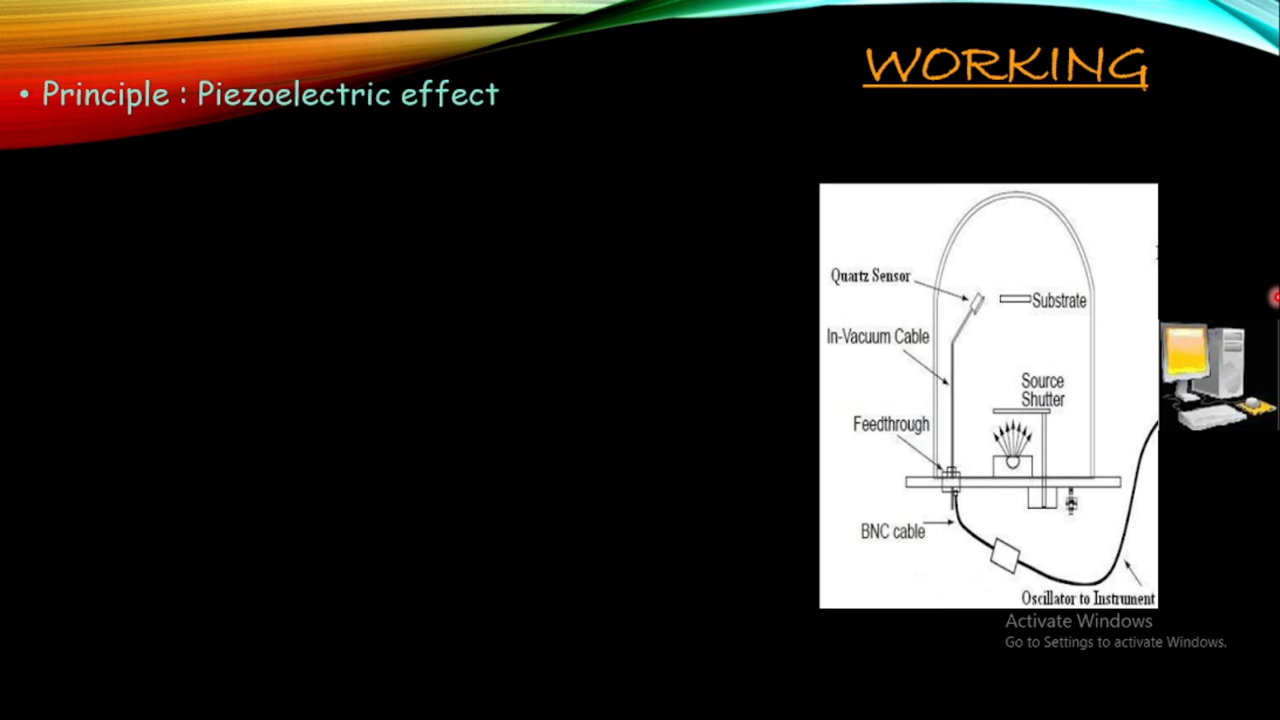 WORKING
• Principle : Piezoelectric effect
Quartz Sensor
Substrate
In-Vacuum Cable
Source
Shutter
Feedthrough
BNC cable
Oscillator to Instrument
Activate Windows
Go to Settings to activate Windows.